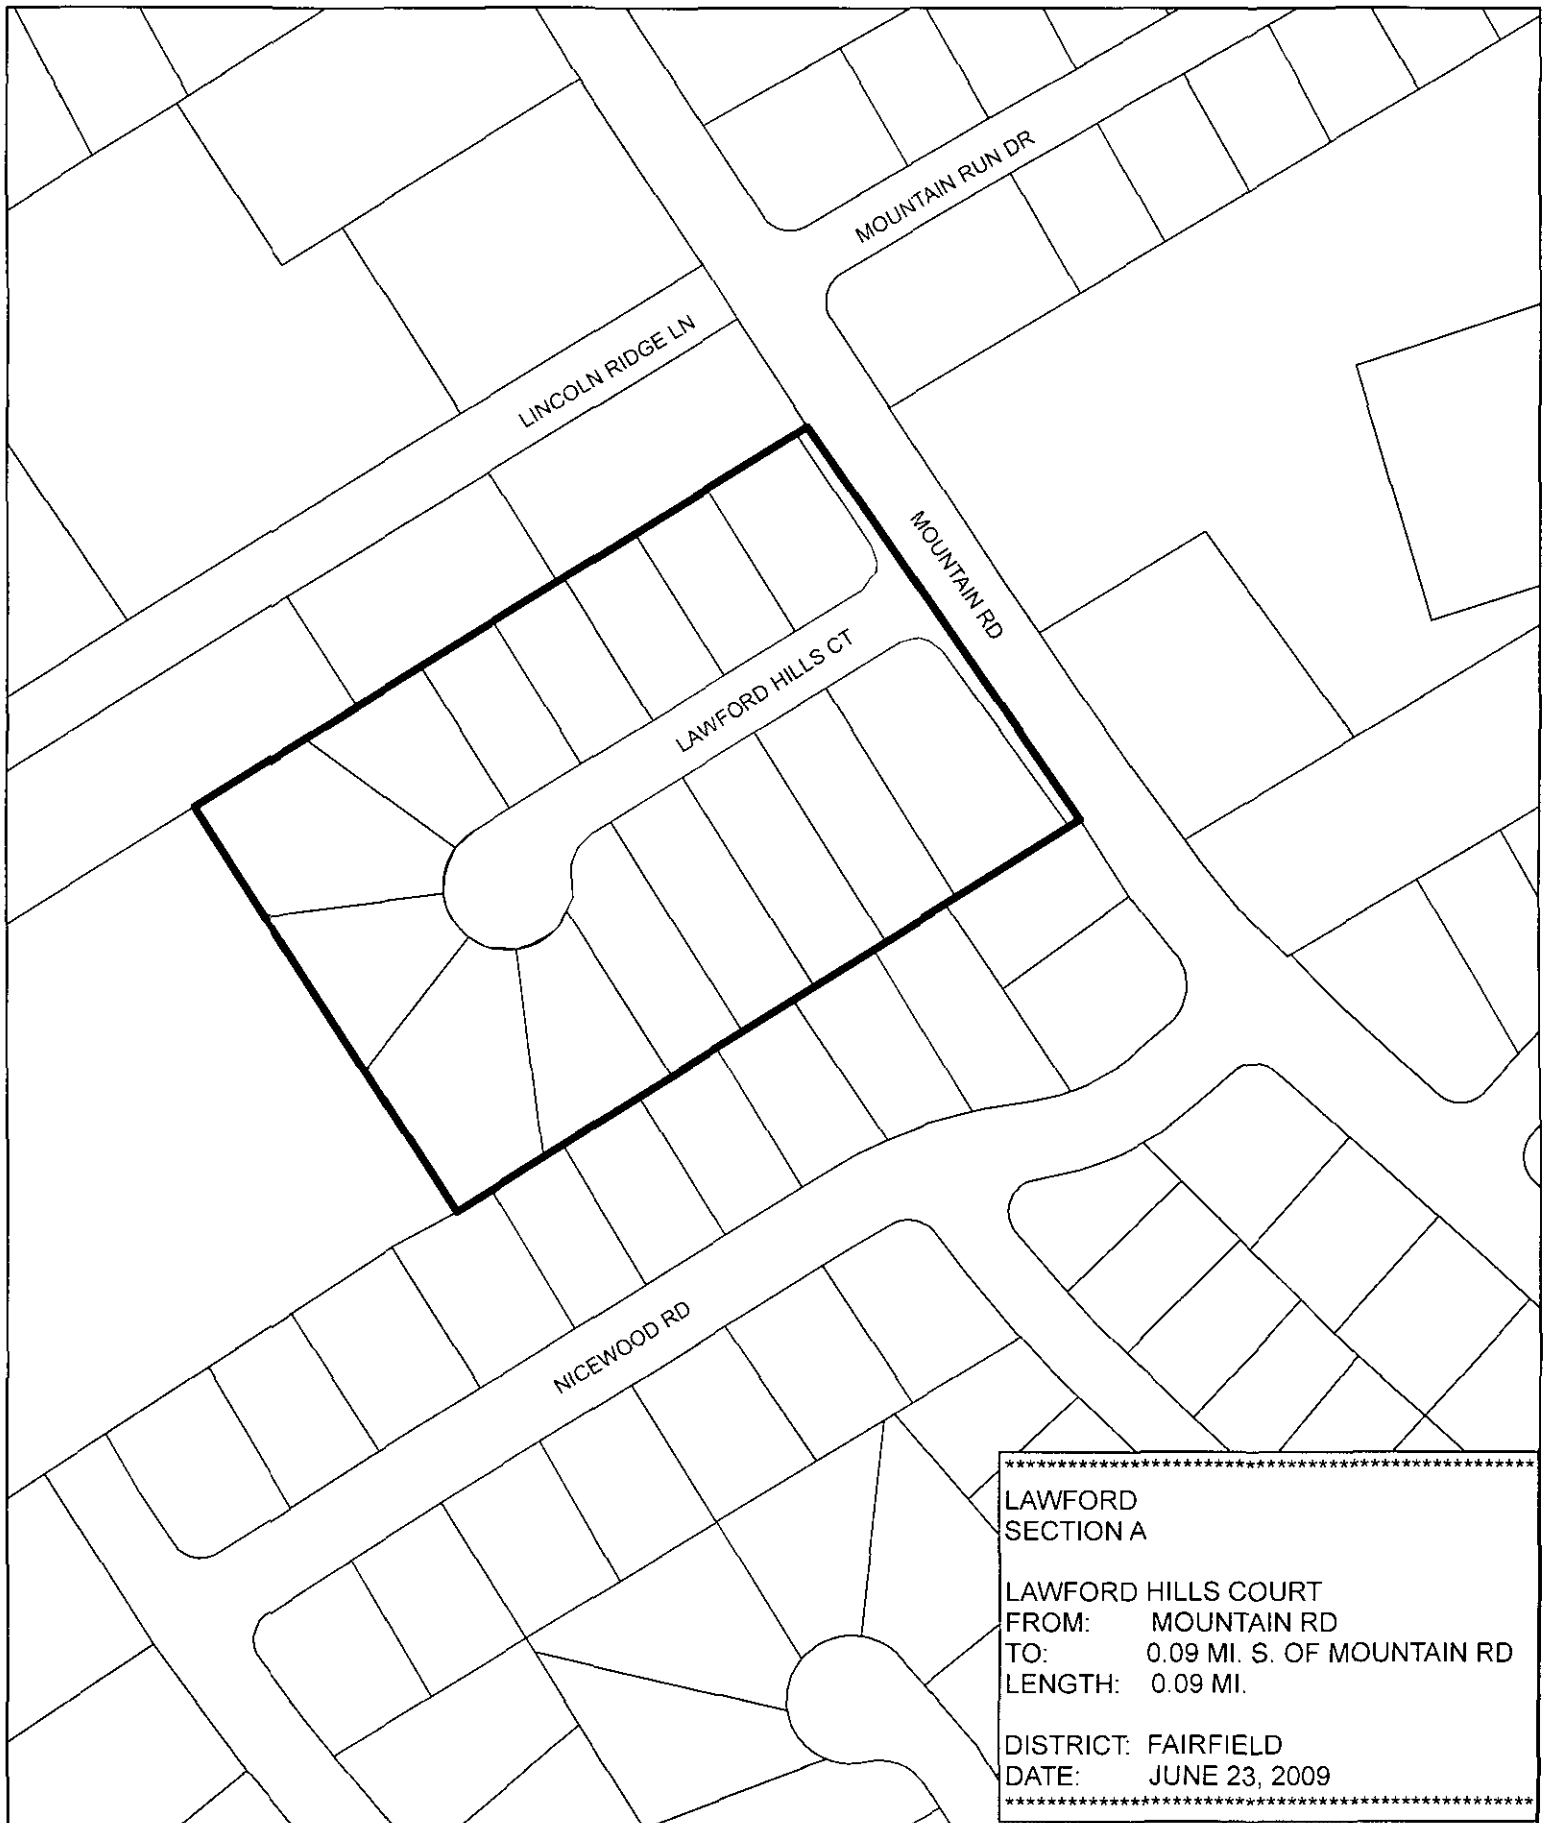 MOUNTAIN RUN DR
LINCOLN RIDGE LN
MOUNTAIN RD
LAWFORD HILLS CT
NICEWOOD RD
LAWFORD
SECTION A
LAWFORD HILLS COURT
FROM: MOUNTAIN RD
TO: 0.09 MI. S. OF MOUNTAIN RD
LENGTH: 0.09 MI.
DISTRICT: FAIRFIELD
DATE: JUNE 23, 2009